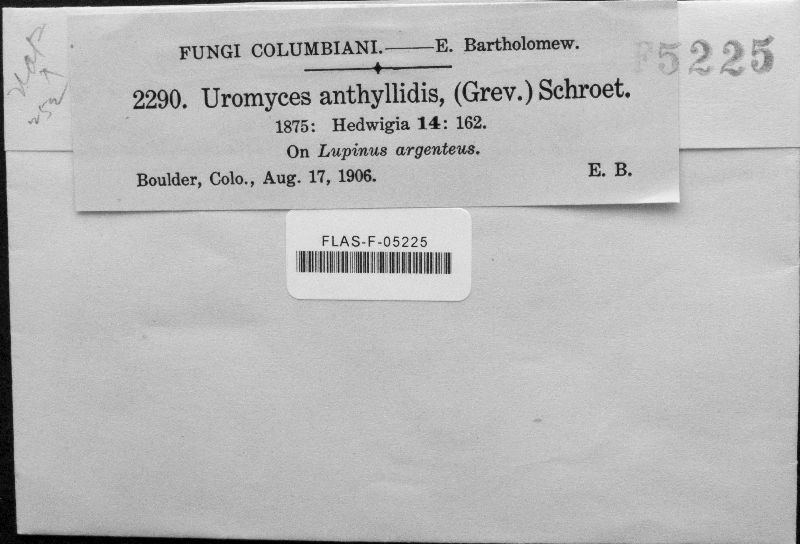 FUNGI COLUMBIANI.——E. Bartholomew.
F5225
2290. Uromyces anthyllidis, (Grev.) Schroet.
1875: Hedwigia 14: 162.
On Lupinus argenteus.
Boulder, Colo., Aug. 17, 1906. E. B.
FLAS-F-05225